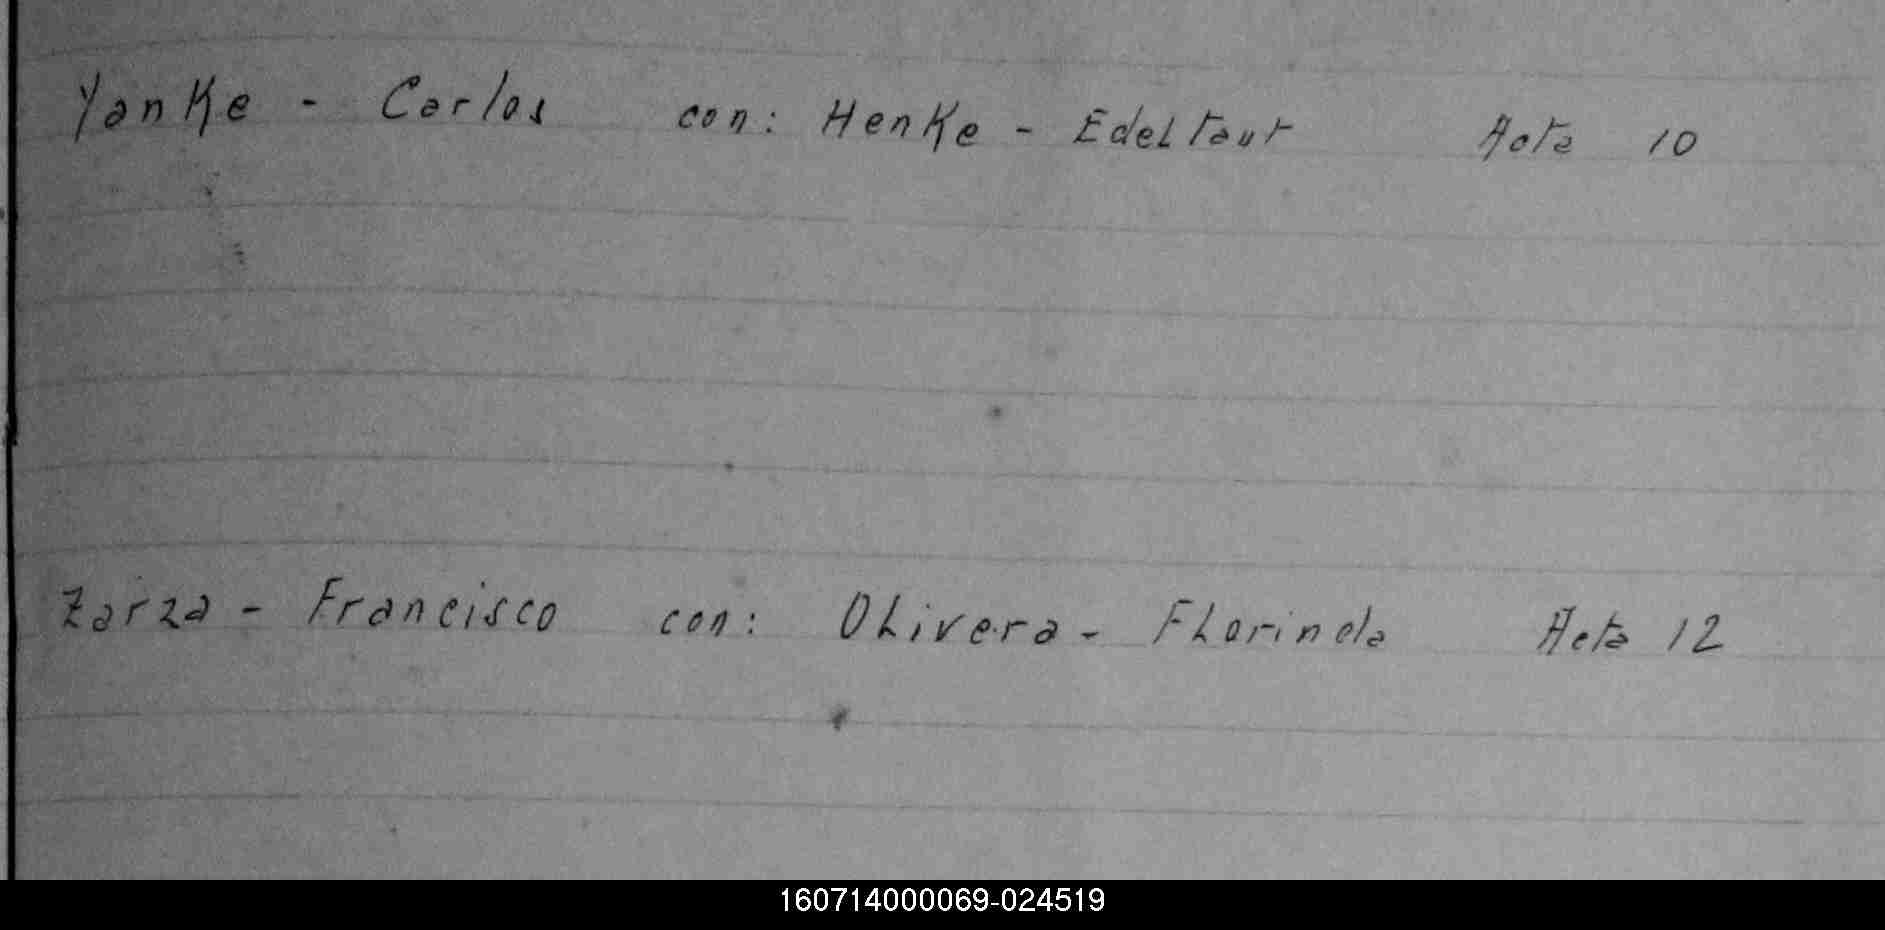 Yanke - Carlos con: Henke - Edeltaut Acta 10
Zarza - Francisco con: Olivera - Florinda Acta 12
160714000069-024519